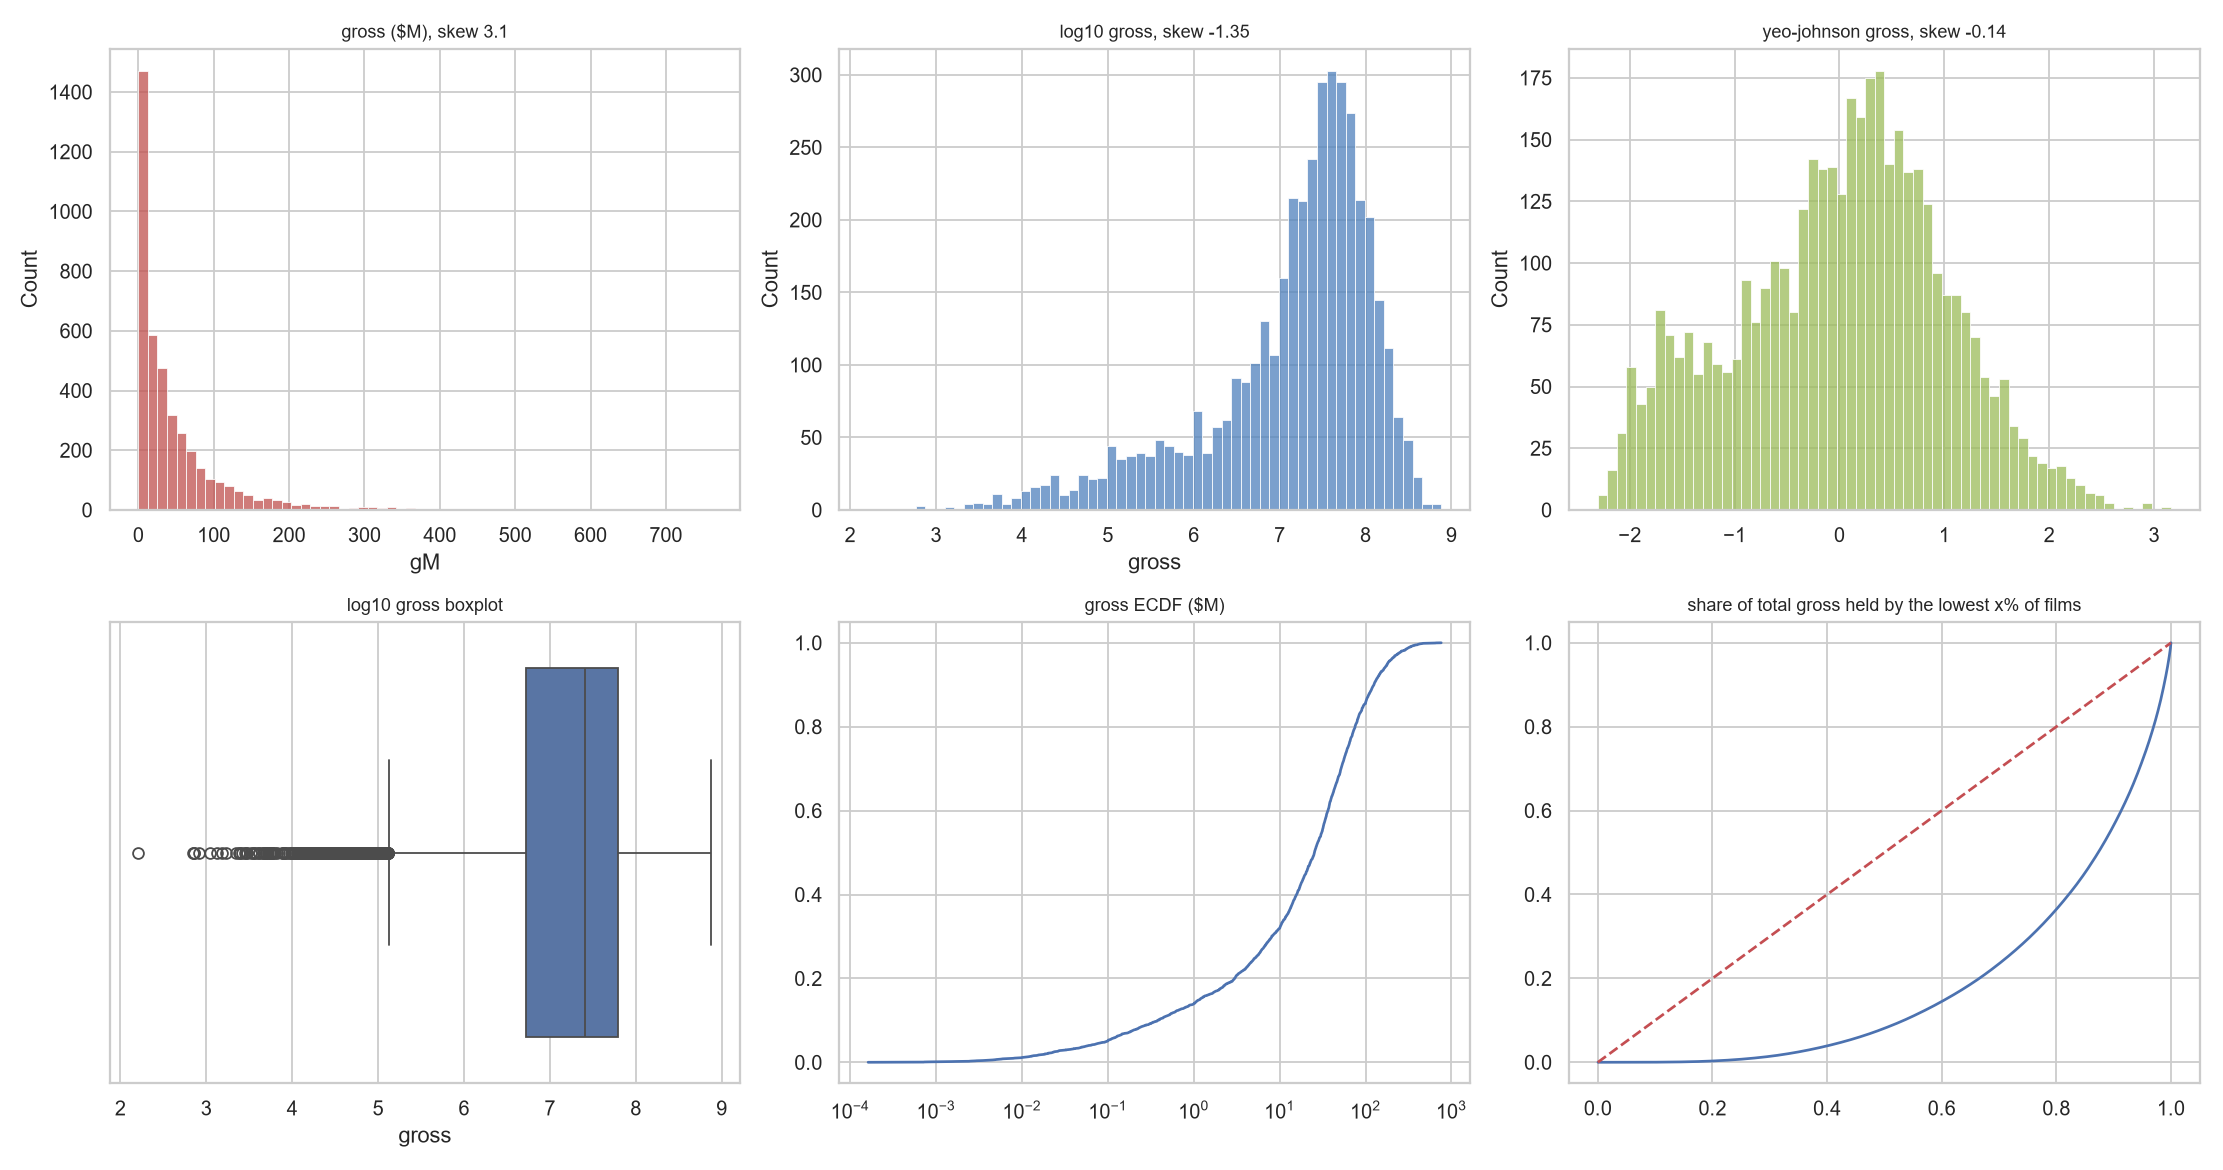 gross ($M), skew 3.1
Count
1400
1200
1000
800
600
400
200
0
0 100 200 300 400 500 600 700
gM
log10 gross, skew -1.35
Count
300
250
200
150
100
50
0
2 3 4 5 6 7 8 9
gross
yeo-johnson gross, skew -0.14
Count
175
150
125
100
75
50
25
0
−2 −1 0 1 2 3
log10 gross boxplot
2 3 4 5 6 7 8 9
gross
gross ECDF ($M)
1.0
0.8
0.6
0.4
0.2
0.0
10⁻⁴ 10⁻³ 10⁻² 10⁻¹ 10⁰ 10¹ 10² 10³
share of total gross held by the lowest x% of films
1.0
0.8
0.6
0.4
0.2
0.0
0.0 0.2 0.4 0.6 0.8 1.0